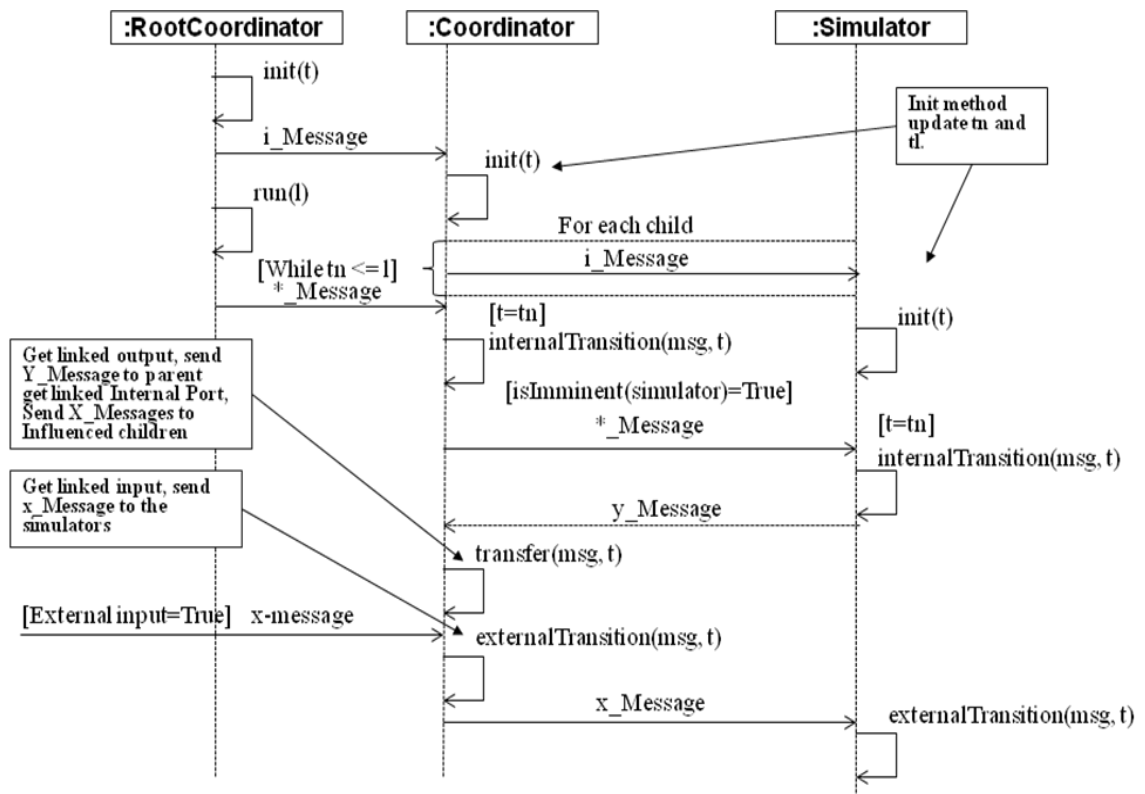 :RootCoordinator
:Coordinator
:Simulator
init(t)
Init method
update tn and
tl.
i_Message
init(t)
run(l)
For each child
[While tn <= l]
i_Message
*_Message
[t=tn]
init(t)
internalTransition(msg, t)
Get linked output, send
Y_Message to parent
get linked Internal Port,
Send X_Messages to
Influenced children
[isImminent(simulator)=True]
*_Message
[t=tn]
internalTransition(msg, t)
Get linked input, send
x_Message to the
simulators
y_Message
transfer(msg, t)
[External input=True] x-message
externalTransition(msg, t)
x_Message
externalTransition(msg, t)